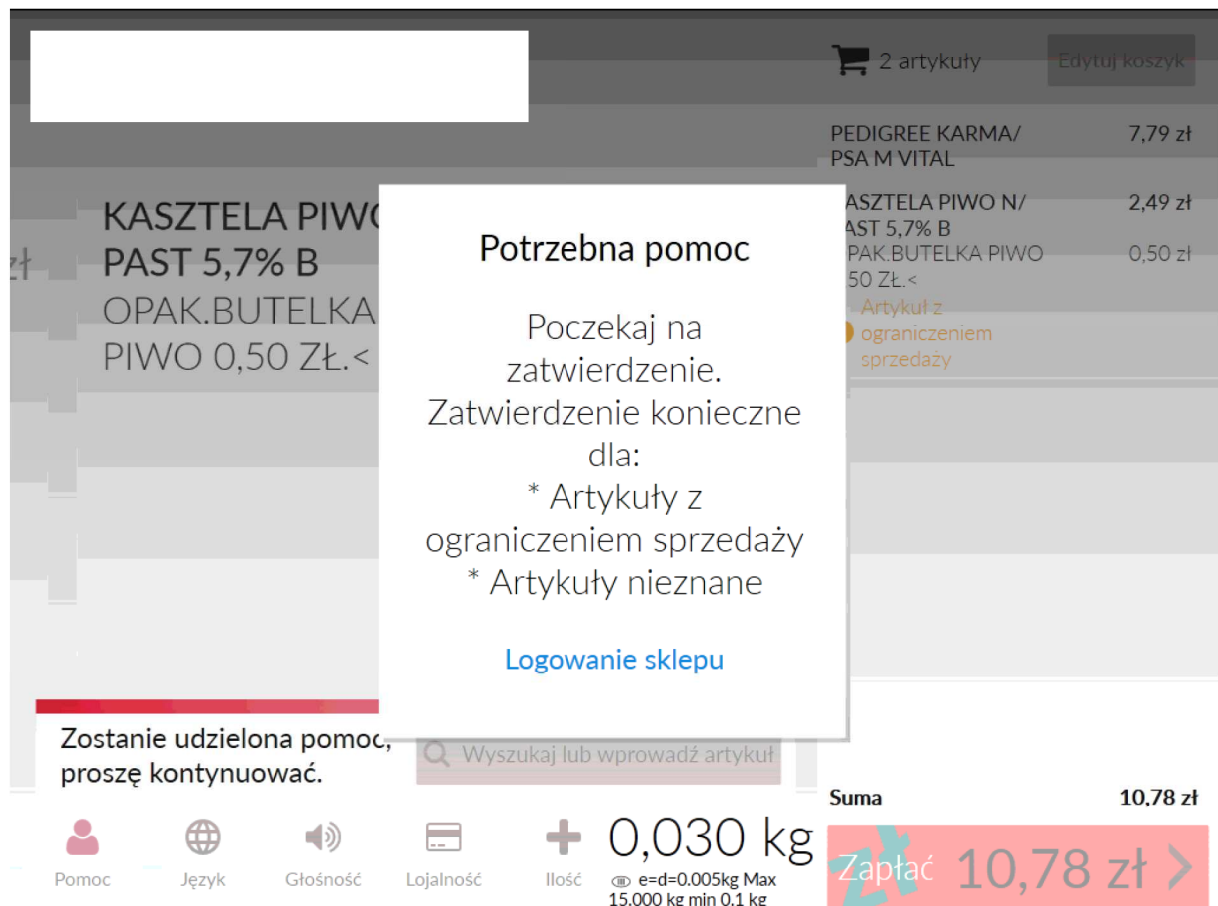 2 artykuły
Edytuj koszyk
PEDIGREE KARMA/ 7,79 zł
PSA M VITAL
ASZTELA PIWO N/ 2,49 zł
AST 5,7% B
PAK.BUTELKA PIWO 0,50 zł
50 ZŁ.<
Artykuł z
ograniczeniem
sprzedaży
zł
KASZTELA PIWO
PAST 5,7% B
OPAK.BUTELKA
PIWO 0,50 ZŁ.<
Potrzebna pomoc
Poczekaj na
zatwierdzenie.
Zatwierdzenie konieczne
dla:
* Artykuły z
ograniczeniem sprzedaży
* Artykuły nieznane
Logowanie sklepu
Zostanie udzielona pomoc,
proszę kontynuować.
Wyszukaj lub wprowadź artykuł
Suma 10,78 zł
Pomoc
Język
Głośność
Lojalność
Ilość
0,030 kg
e=d=0.005kg Max
15.000 kg min 0.1 kg
Zapłać 10,78 zł